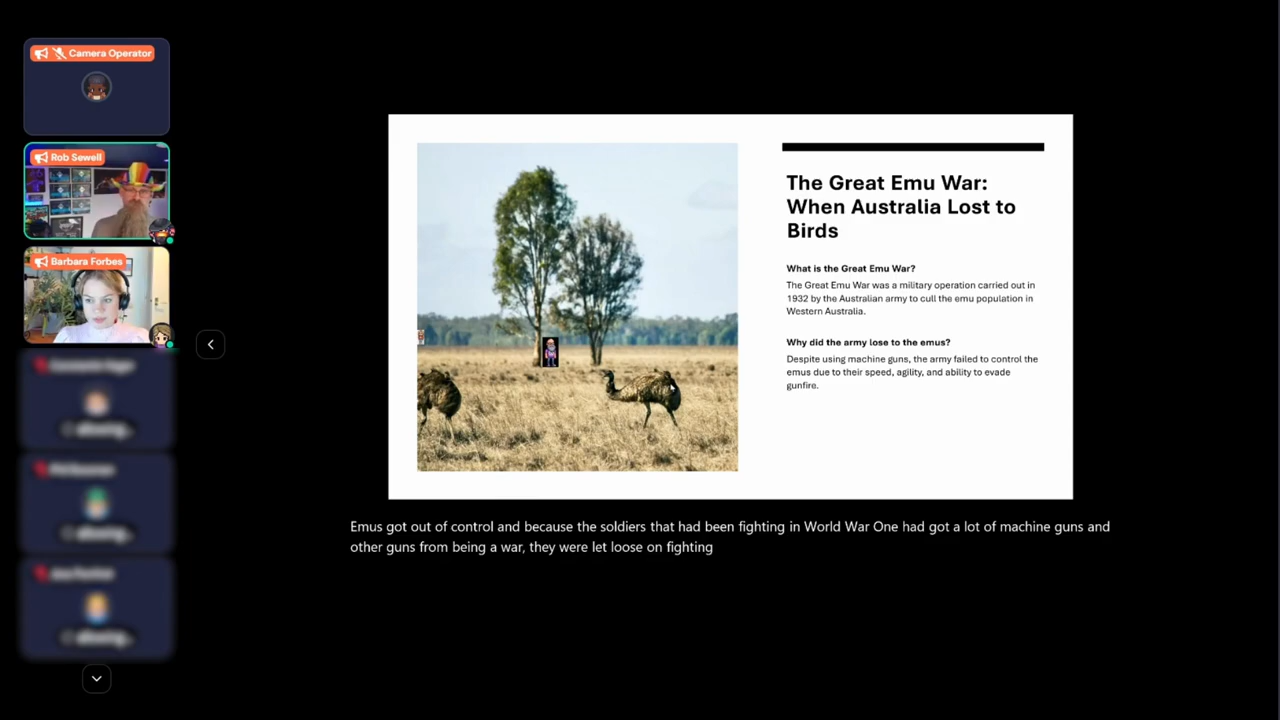 Camera Operator
Rob Sewell
Barbara Forbes
The Great Emu War:
When Australia Lost to
Birds
What is the Great Emu War?
The Great Emu War was a military operation carried out in
1932 by the Australian army to cull the emu population in
Western Australia.
Why did the army lose to the emus?
Despite using machine guns, the army failed to control the
emus due to their speed, agility, and ability to evade
gunfire.
Emus got out of control and because the soldiers that had been fighting in World War One had got a lot of machine guns and
other guns from being a war, they were let loose on fighting